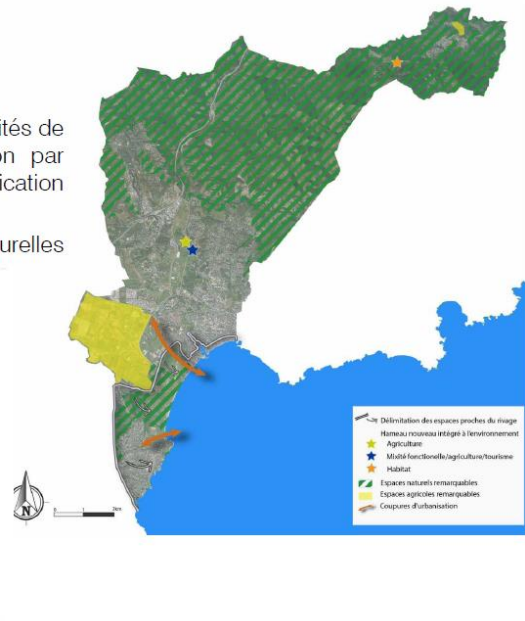 ités de
on par
ication
urelles
Délimitation des espaces proches du rivage
Hameau nouveau intégré à l'environnement
Agriculture
Mixité fonctionelle/agriculture/tourisme
Habitat
Espaces naturels remarquables
Espaces agricoles remarquables
Coupures d'urbanisation
N
0